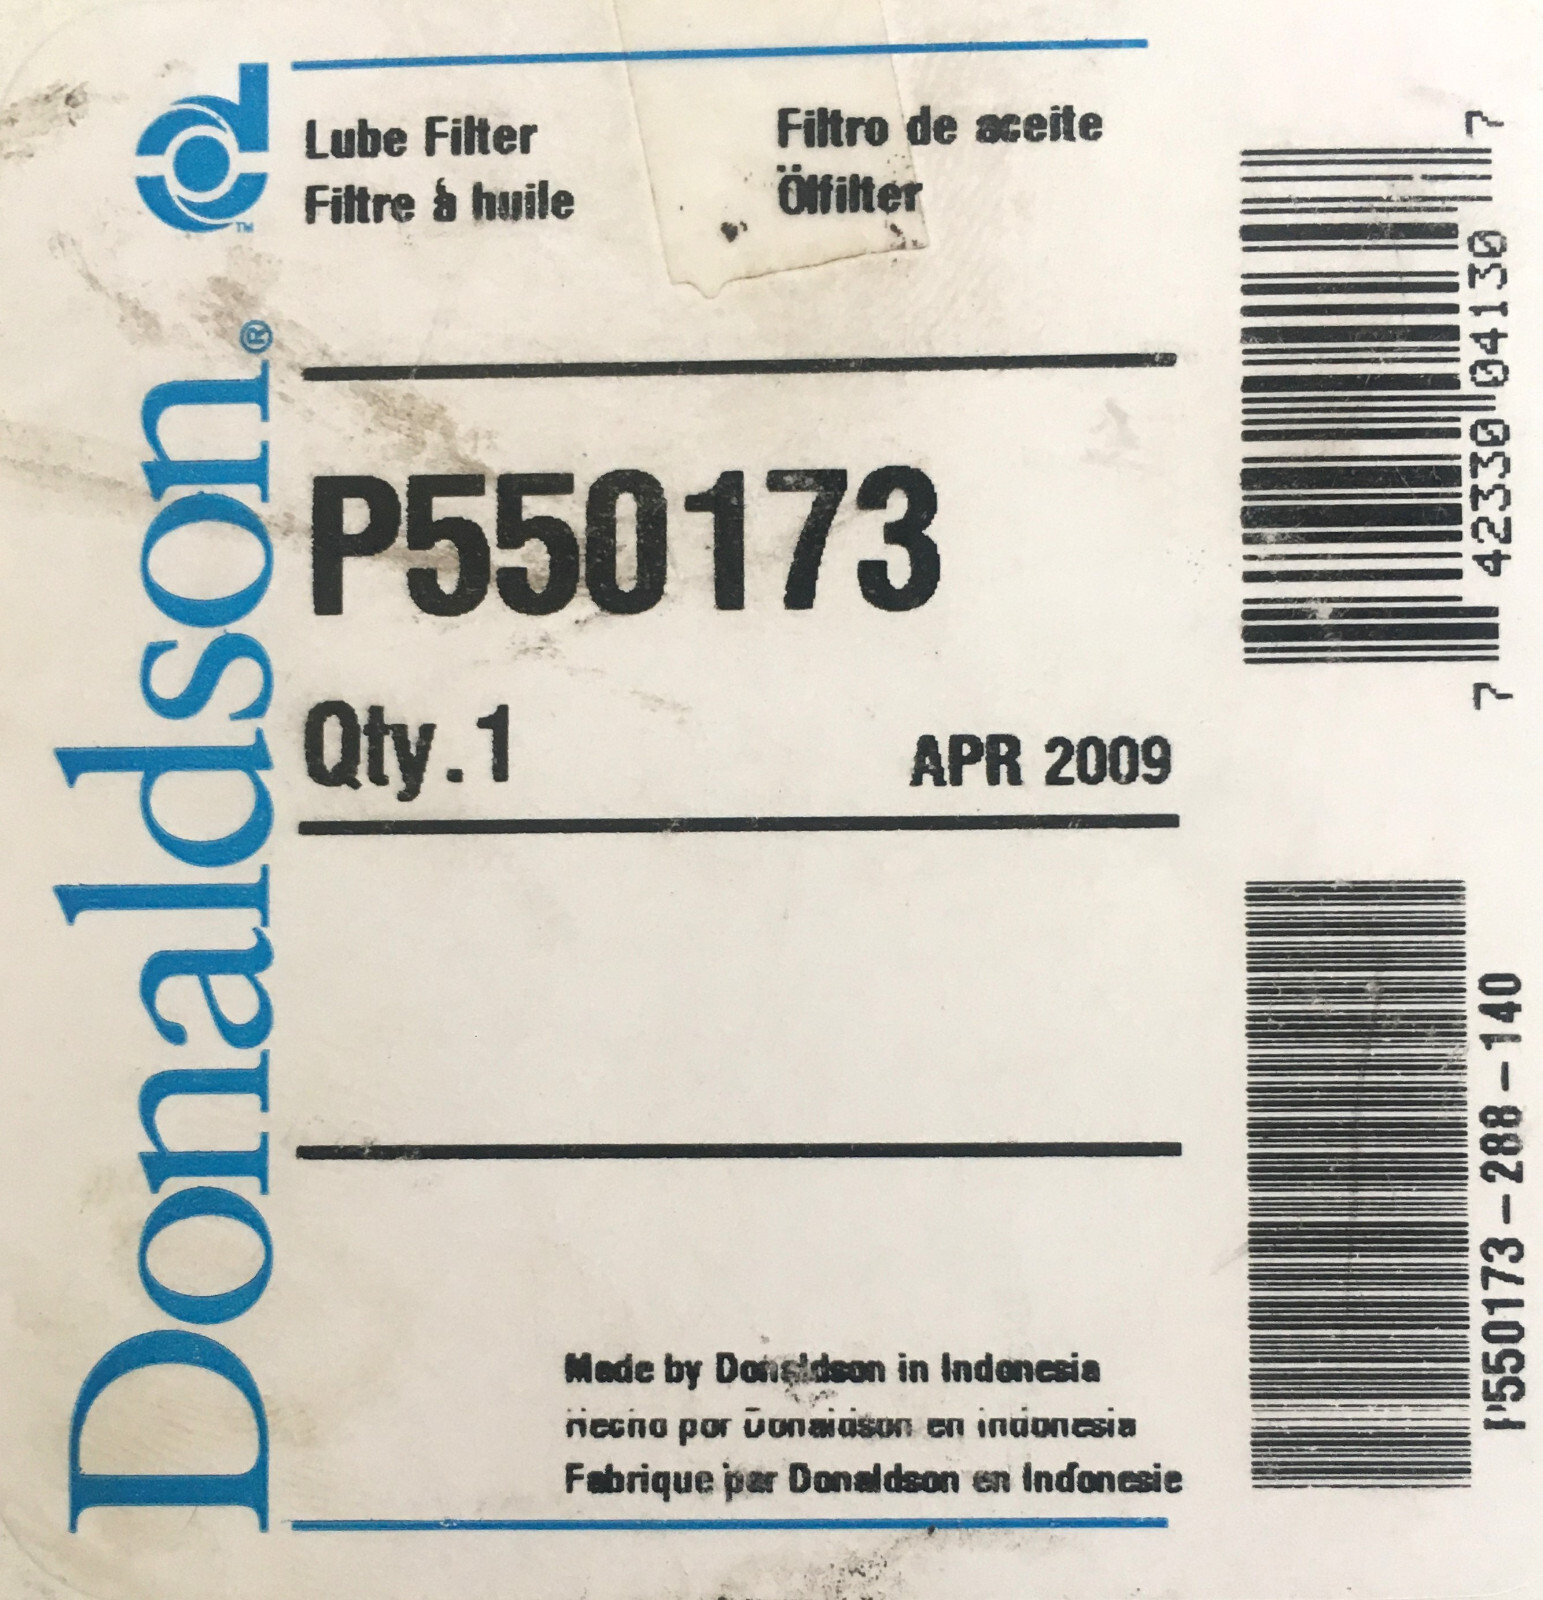 Donaldson®
™
Lube Filter
Filtre à huile
Filtro de aceite
Ölfilter
P550173
Qty.1
APR 2009
Made by Donaldson in Indonesia
Hecho por Donaldson en Indonesia
Fabrique par Donaldson en Indonesie
7 42330 04130 7
P550173-288-140